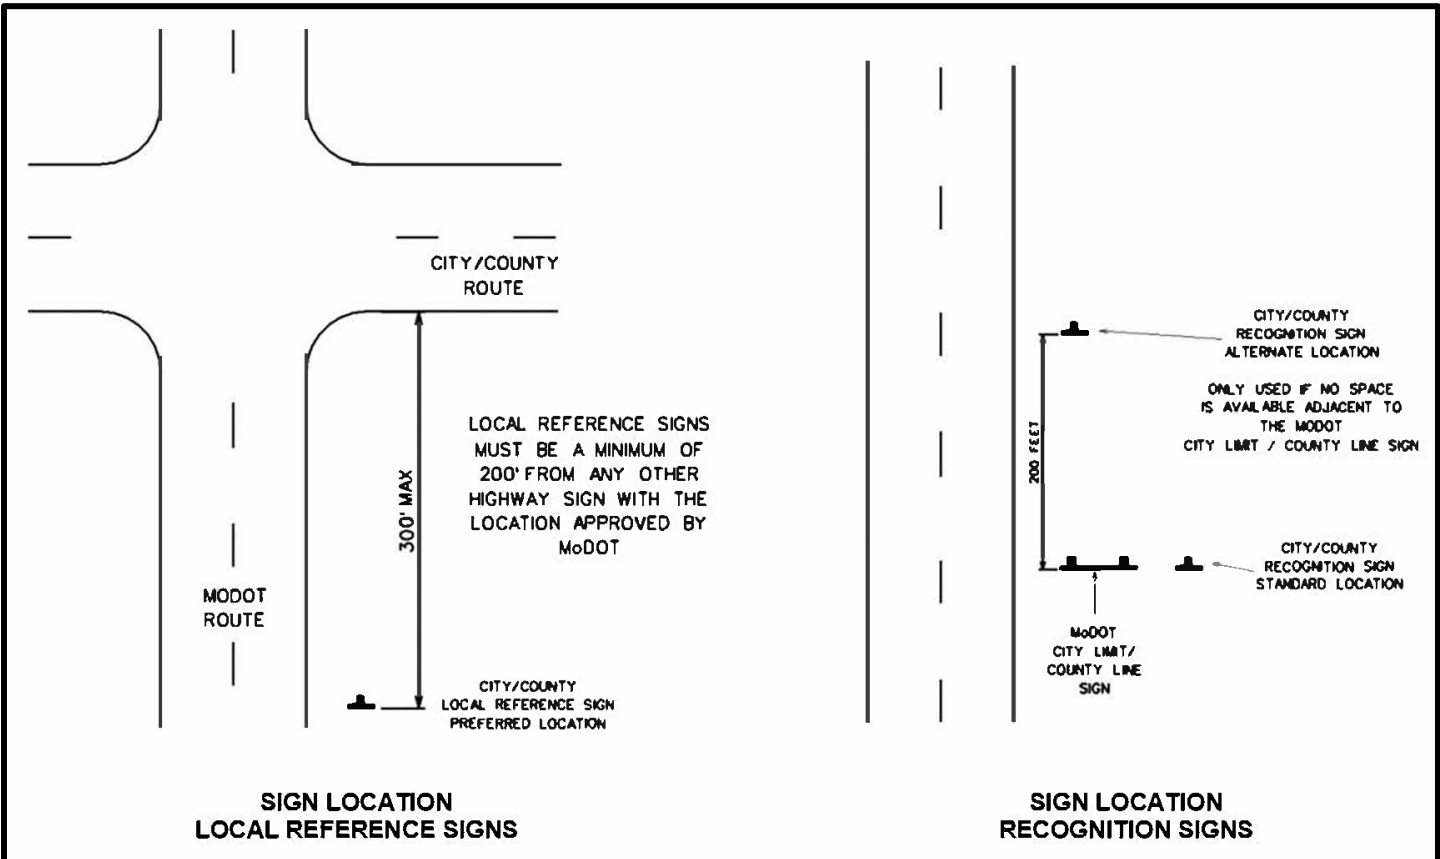 CITY/COUNTY
ROUTE
LOCAL REFERENCE SIGNS
MUST BE A MINIMUM OF
200' FROM ANY OTHER
HIGHWAY SIGN WITH THE
LOCATION APPROVED BY
MoDOT
300' MAX
MODOT
ROUTE
CITY/COUNTY
LOCAL REFERENCE SIGN
PREFERRED LOCATION
SIGN LOCATION
LOCAL REFERENCE SIGNS
CITY/COUNTY
RECOGNITION SIGN
ALTERNATE LOCATION
ONLY USED IF NO SPACE
IS AVAILABLE ADJACENT TO
THE MODOT
CITY LIMIT / COUNTY LINE SIGN
200 FEET
CITY/COUNTY
RECOGNITION SIGN
STANDARD LOCATION
MoDOT
CITY LIMIT/
COUNTY LINE
SIGN
SIGN LOCATION
RECOGNITION SIGNS